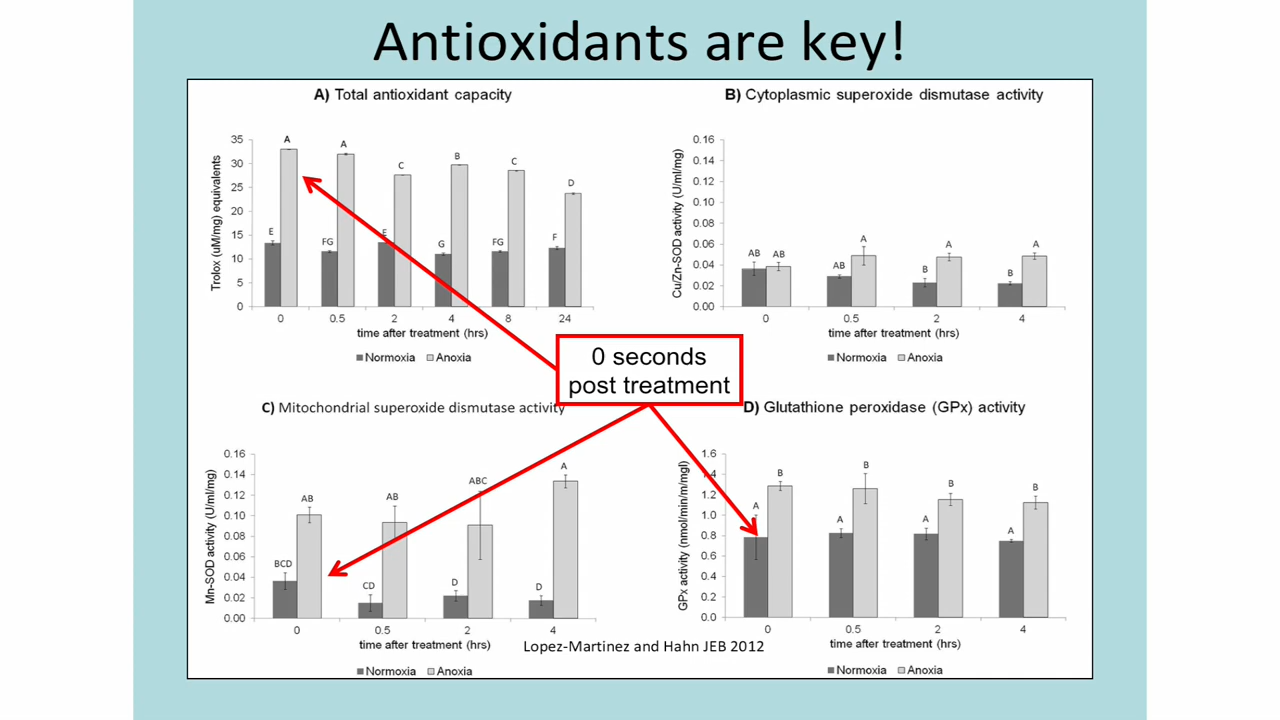 Antioxidants are key!
A) Total antioxidant capacity
Trolox (uM/mg) equivalents
35
30
25
20
15
10
5
0
A
A
C
B
C
D
E
FG
E
G
FG
F
0 0.5 2 4 8 24
time after treatment (hrs)
Normoxia Anoxia
B) Cytoplasmic superoxide dismutase activity
Cu/Zn-SOD activity (U/ml/mg)
0.16
0.14
0.12
0.10
0.08
0.06
0.04
0.02
0.00
AB AB
AB A
B A
B A
0 0.5 2 4
time after treatment (hrs)
Normoxia Anoxia
0 seconds
post treatment
C) Mitochondrial superoxide dismutase activity
Mn-SOD activity (U/ml/mg)
0.16
0.14
0.12
0.10
0.08
0.06
0.04
0.02
0.00
BCD AB
CD AB
D ABC
D A
0 0.5 2 4
time after treatment (hrs)
Normoxia Anoxia
D) Glutathione peroxidase (GPx) activity
GPx activity (nmol/min/m/mgl)
1.6
1.4
1.2
1.0
0.8
0.6
0.4
0.2
0.0
A B
A B
A B
A B
0 0.5 2 4
time after treatment (hrs)
Normoxia Anoxia
Lopez-Martinez and Hahn JEB 2012